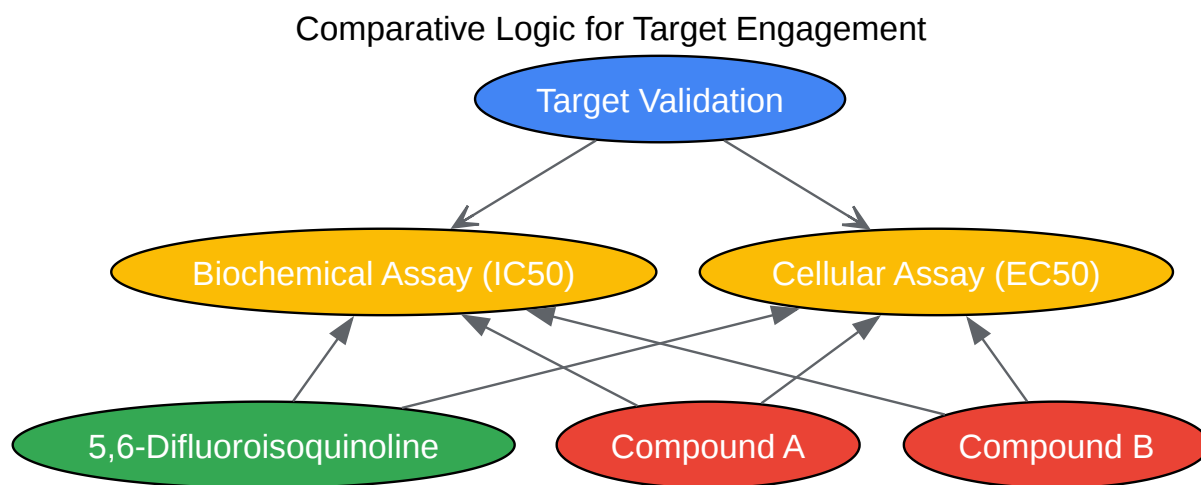 Comparative Logic for Target Engagement
Target Validation
Biochemical Assay (IC50)
Cellular Assay (EC50)
5,6-Difluoroisoquinoline
Compound A
Compound B